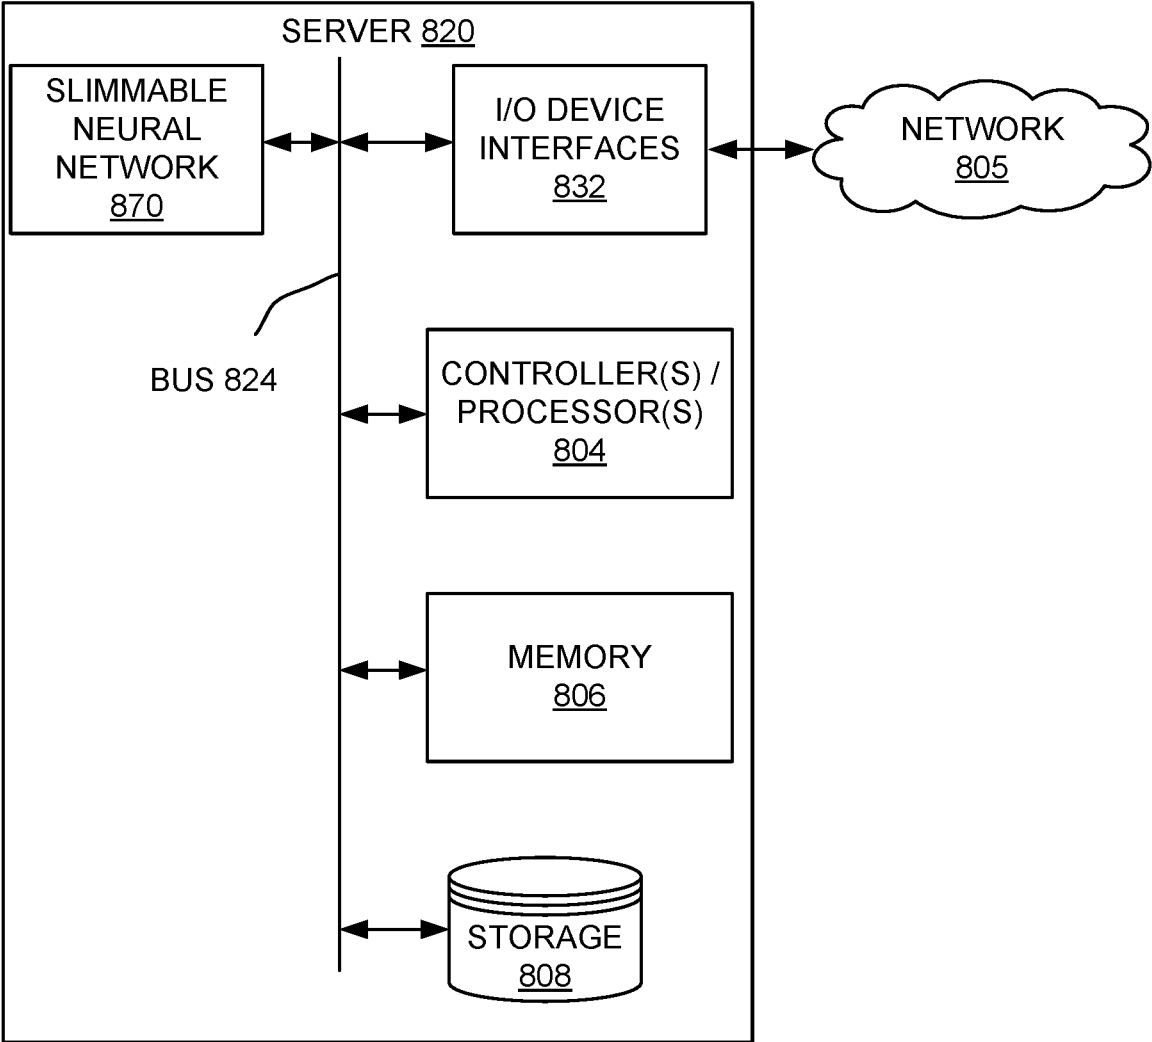 SERVER 820
SLIMMABLE
NEURAL
NETWORK
870
I/O DEVICE
INTERFACES
832
NETWORK
805
BUS 824
CONTROLLER(S) /
PROCESSOR(S)
804
MEMORY
806
STORAGE
808